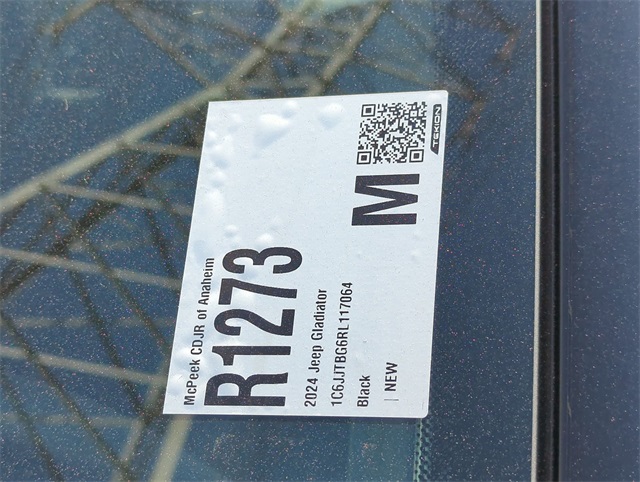 McPeek CDJR of Anaheim
R1273
2024 Jeep Gladiator
1C6JJTBG6RL117064
Black
| NEW
M
TEKION